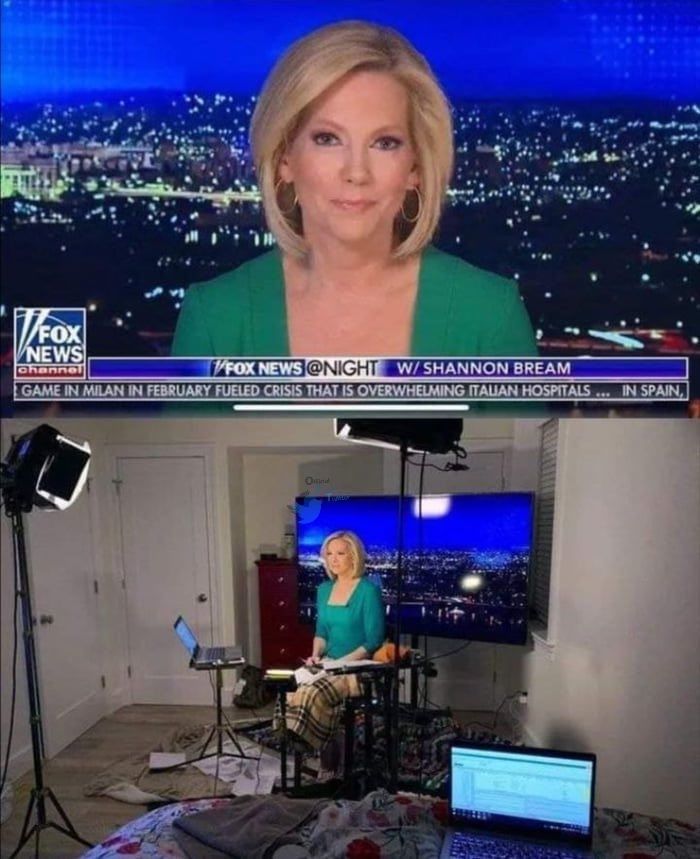 FOX
NEWS
channel
FOX NEWS @NIGHT W/ SHANNON BREAM
GAME IN MILAN IN FEBRUARY FUELED CRISIS THAT IS OVERWHELMING ITALIAN HOSPITALS ... IN SPAIN,